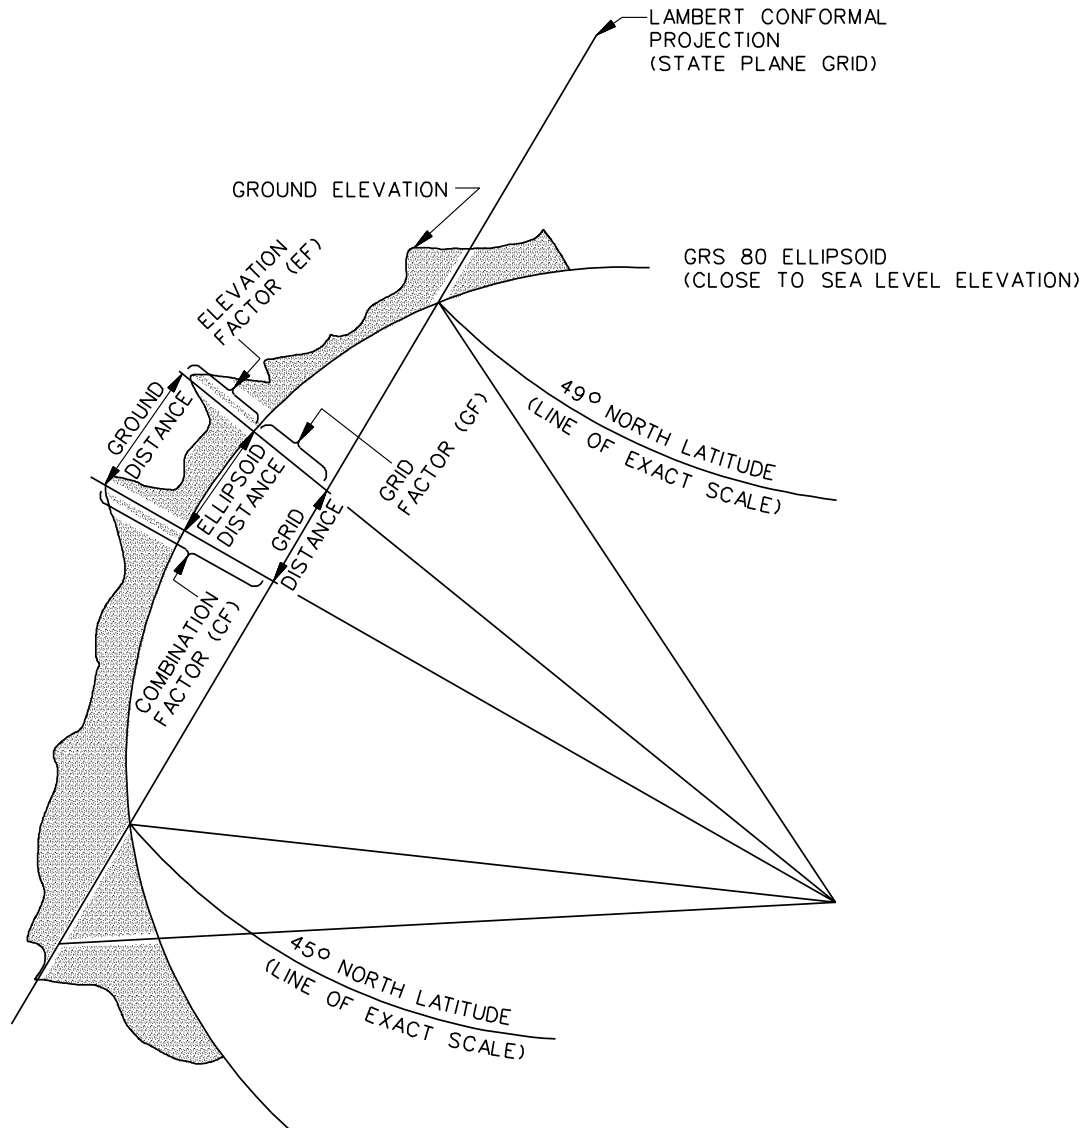 LAMBERT CONFORMAL
PROJECTION
(STATE PLANE GRID)
GROUND ELEVATION
GRS 80 ELLIPSOID
(CLOSE TO SEA LEVEL ELEVATION)
ELEVATION
FACTOR (EF)
GROUND
DISTANCE
ELLIPSOID
DISTANCE
GRID
DISTANCE
GRID
FACTOR (GF)
49° NORTH LATITUDE
(LINE OF EXACT SCALE)
COMBINATION
FACTOR (CF)
45° NORTH LATITUDE
(LINE OF EXACT SCALE)